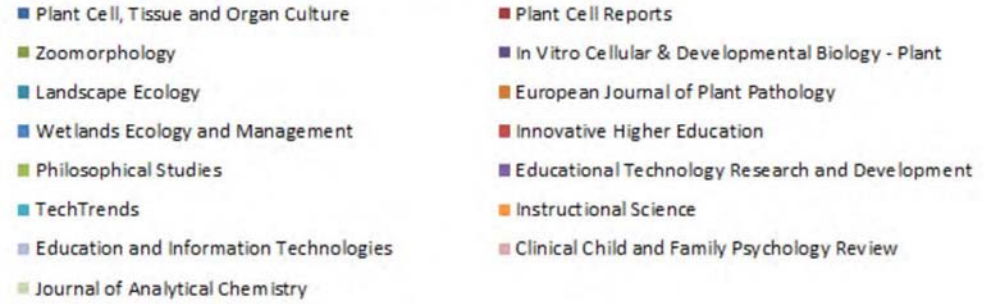 Plant Cell, Tissue and Organ Culture
Plant Cell Reports
Zoomorphology
In Vitro Cellular & Developmental Biology - Plant
Landscape Ecology
European Journal of Plant Pathology
Wetlands Ecology and Management
Innovative Higher Education
Philosophical Studies
Educational Technology Research and Development
TechTrends
Instructional Science
Education and Information Technologies
Clinical Child and Family Psychology Review
Journal of Analytical Chemistry